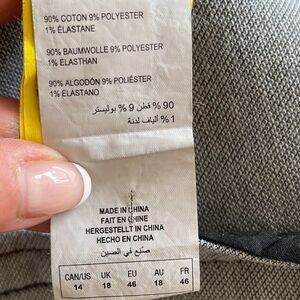 90% COTTON 9% POLYESTER
1% ÉLASTANE
90% BAUMWOLLE 9% POLYESTER
1% ELASTHAN
90% ALGODÓN 9% POLIÉSTER
1% ELASTANO
90% قطن 9% بوليستر
1% ألياف لدنة
MADE IN CHINA
FAIT EN CHINE
HERGESTELLT IN CHINA
HECHO EN CHINA
صنع في الصين
CAN/US UK EU AU FR
14 18 46 18 46